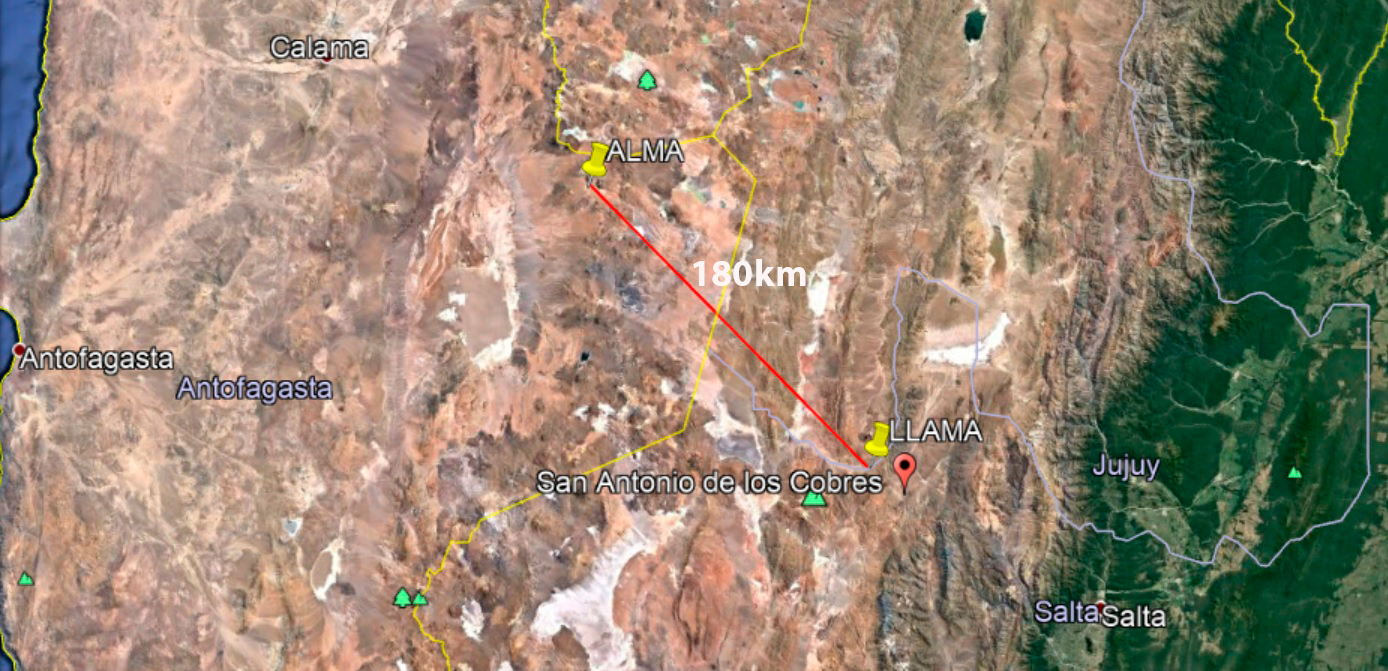 Calama
ALMA
180km
Antofagasta
Antofagasta
LLAMA
San Antonio de los Cobres
Jujuy
Salta
Salta